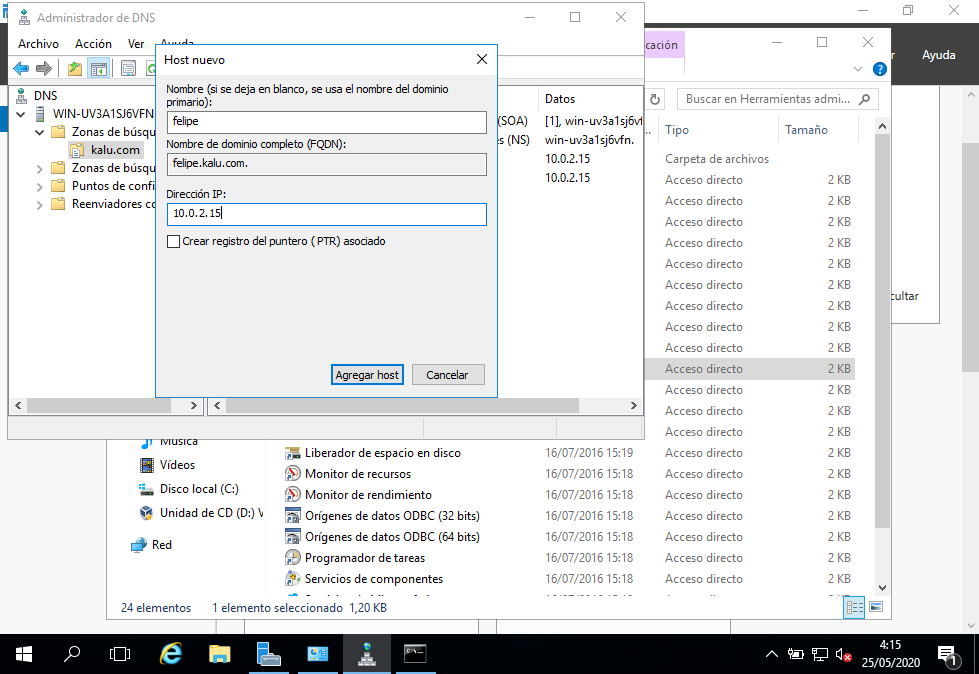 Administrador de DNS
Archivo Acción Ver Ayuda
DNS
WIN-UV3A1SJ6VFN
Zonas de búsqu
kalu.com
Zonas de búsqu
Puntos de confi
Reenviadores co
Host nuevo
Nombre (si se deja en blanco, se usa el nombre del dominio
primario):
felipe
Nombre de dominio completo (FQDN):
felipe.kalu.com.
Dirección IP:
10.0.2.15
Crear registro del puntero (PTR) asociado
Agregar host Cancelar
Datos
(SOA) [1], win-uv3a1sj6vf
(NS) win-uv3a1sj6vfn.
10.0.2.15
10.0.2.15
cación
Ayuda
Buscar en Herramientas admi...
Tipo Tamaño
Carpeta de archivos
Acceso directo 2 KB
Acceso directo 2 KB
Acceso directo 2 KB
Acceso directo 2 KB
Acceso directo 2 KB
Acceso directo 2 KB
Acceso directo 2 KB
Acceso directo 2 KB
Acceso directo 2 KB
Acceso directo 2 KB
Acceso directo 2 KB
Acceso directo 2 KB
Acceso directo 2 KB
cultar
Música
Vídeos
Disco local (C:)
Unidad de CD (D:) V
Red
Liberador de espacio en disco 16/07/2016 15:19 Acceso directo 2 KB
Monitor de recursos 16/07/2016 15:18 Acceso directo 2 KB
Monitor de rendimiento 16/07/2016 15:18 Acceso directo 2 KB
Orígenes de datos ODBC (32 bits) 16/07/2016 15:18 Acceso directo 2 KB
Orígenes de datos ODBC (64 bits) 16/07/2016 15:18 Acceso directo 2 KB
Programador de tareas 16/07/2016 15:18 Acceso directo 2 KB
Servicios de componentes 16/07/2016 15:18 Acceso directo 2 KB
24 elementos 1 elemento seleccionado 1,20 KB
4:15
25/05/2020
1